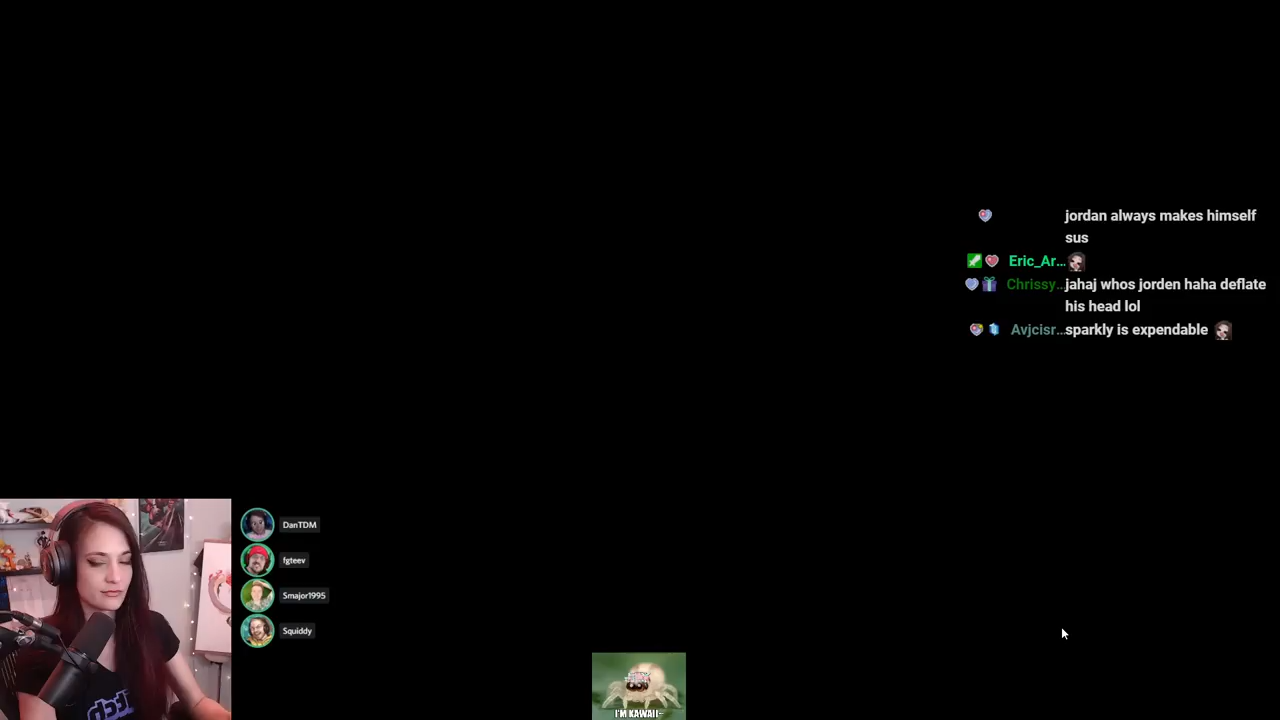 jordan always makes himself
sus
Eric_Ar…
Chrissy… jahaj whos jorden haha deflate
his head lol
Avjcisr… sparkly is expendable
DanTDM
fgteev
Smajor1995
Squiddy
I'M KAWAII~